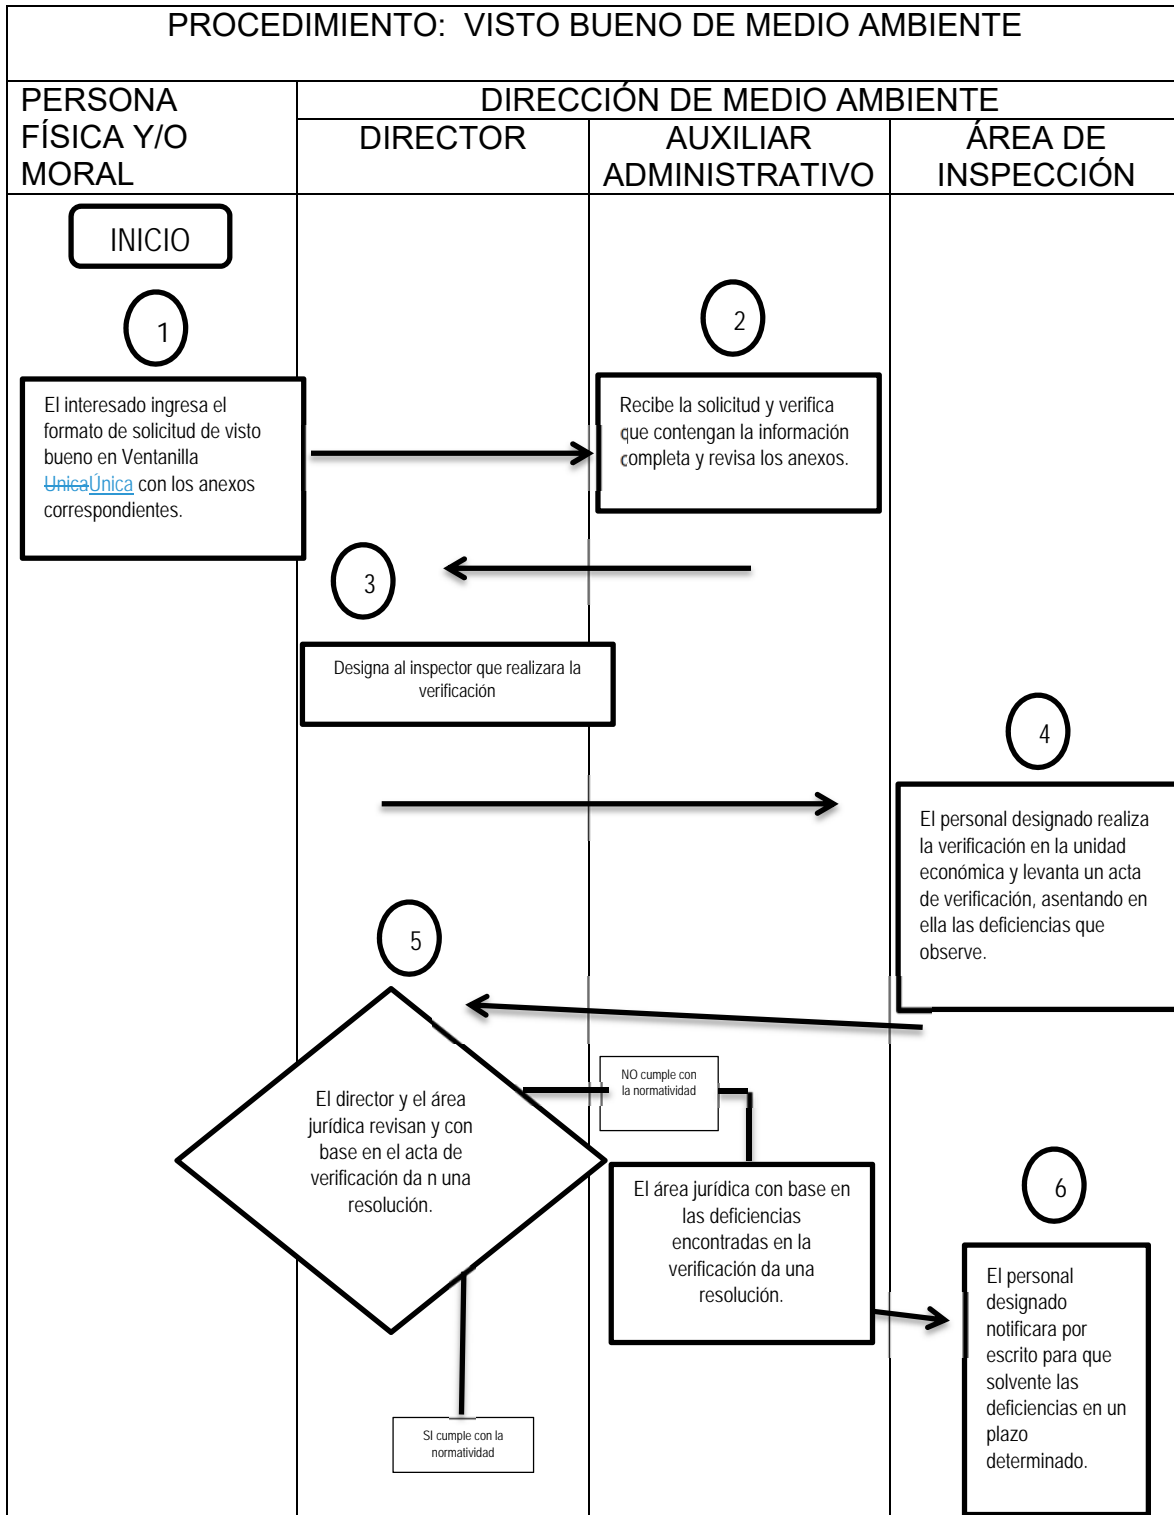 PROCEDIMIENTO: VISTO BUENO DE MEDIO AMBIENTE
PERSONA
FÍSICA Y/O
MORAL
DIRECCIÓN DE MEDIO AMBIENTE
DIRECTOR
AUXILIAR
ADMINISTRATIVO
ÁREA DE
INSPECCIÓN
INICIO
1
2
El interesado ingresa el
formato de solicitud de visto
bueno en Ventanilla
UnicaÚnica con los anexos
correspondientes.
Recibe la solicitud y verifica
que contengan la información
completa y revisa los anexos.
3
Designa al inspector que realizara la
verificación
4
El personal designado realiza
la verificación en la unidad
económica y levanta un acta
de verificación, asentando en
ella las deficiencias que
observe.
5
El director y el área
jurídica revisan y con
base en el acta de
verificación da n una
resolución.
NO cumple con
la normatividad
El área jurídica con base en
las deficiencias
encontradas en la
verificación da una
resolución.
6
El personal
designado
notificara por
escrito para que
solvente las
deficiencias en un
plazo
determinado.
SI cumple con la
normatividad